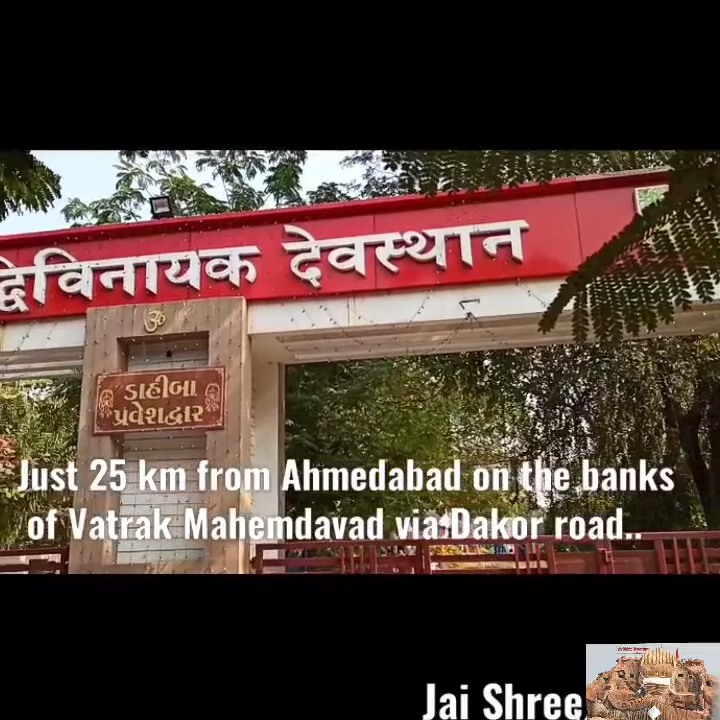 द्धिविनायक देवस्थान
ॐ
ડાહીબા
પ્રવેશદ્વાર
Just 25 km from Ahmedabad on the banks
of Vatrak Mahemdavad via Dakor road..
Jai Shree